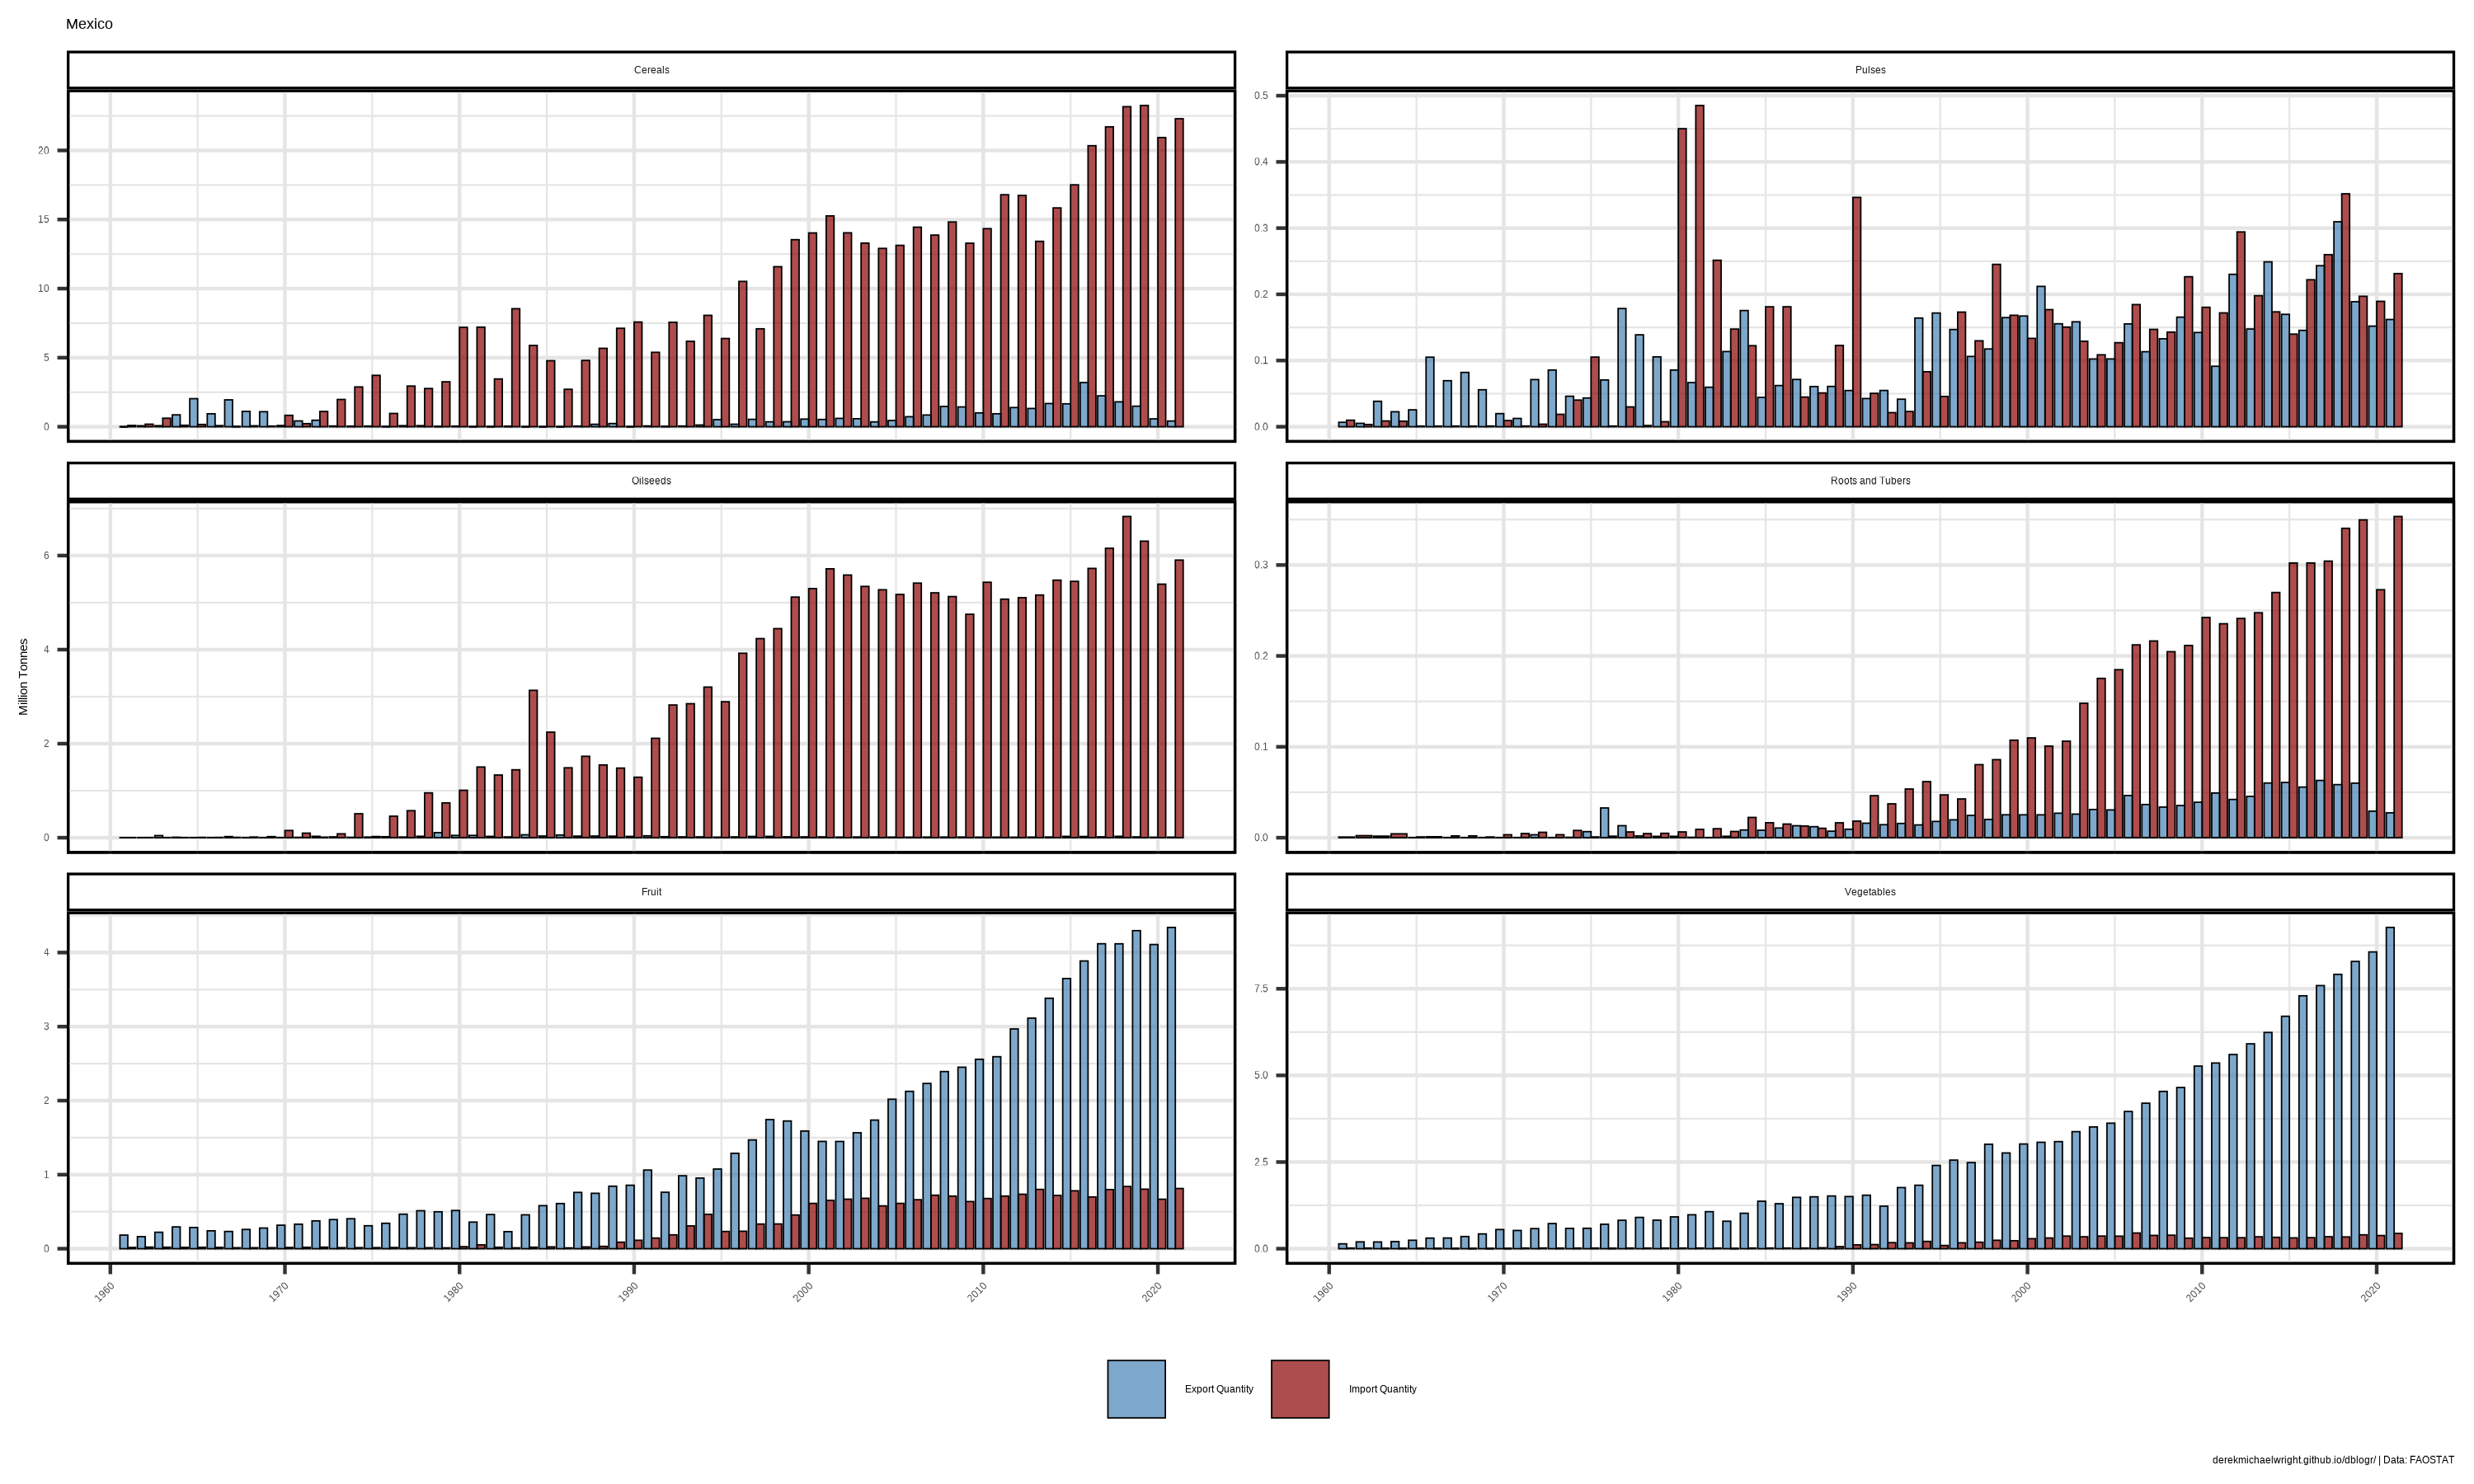 Mexico
Cereals
Pulses
20
15
10
5
0
0.5
0.4
0.3
0.2
0.1
0.0
Oilseeds
Roots and Tubers
Million Tonnes
6
4
2
0
0.3
0.2
0.1
0.0
Fruit
Vegetables
4
3
2
1
0
7.5
5.0
2.5
0.0
1960 1970 1980 1990 2000 2010 2020
1960 1970 1980 1990 2000 2010 2020
Export Quantity Import Quantity
derekmichaelwright.github.io/dblogr/ | Data: FAOSTAT